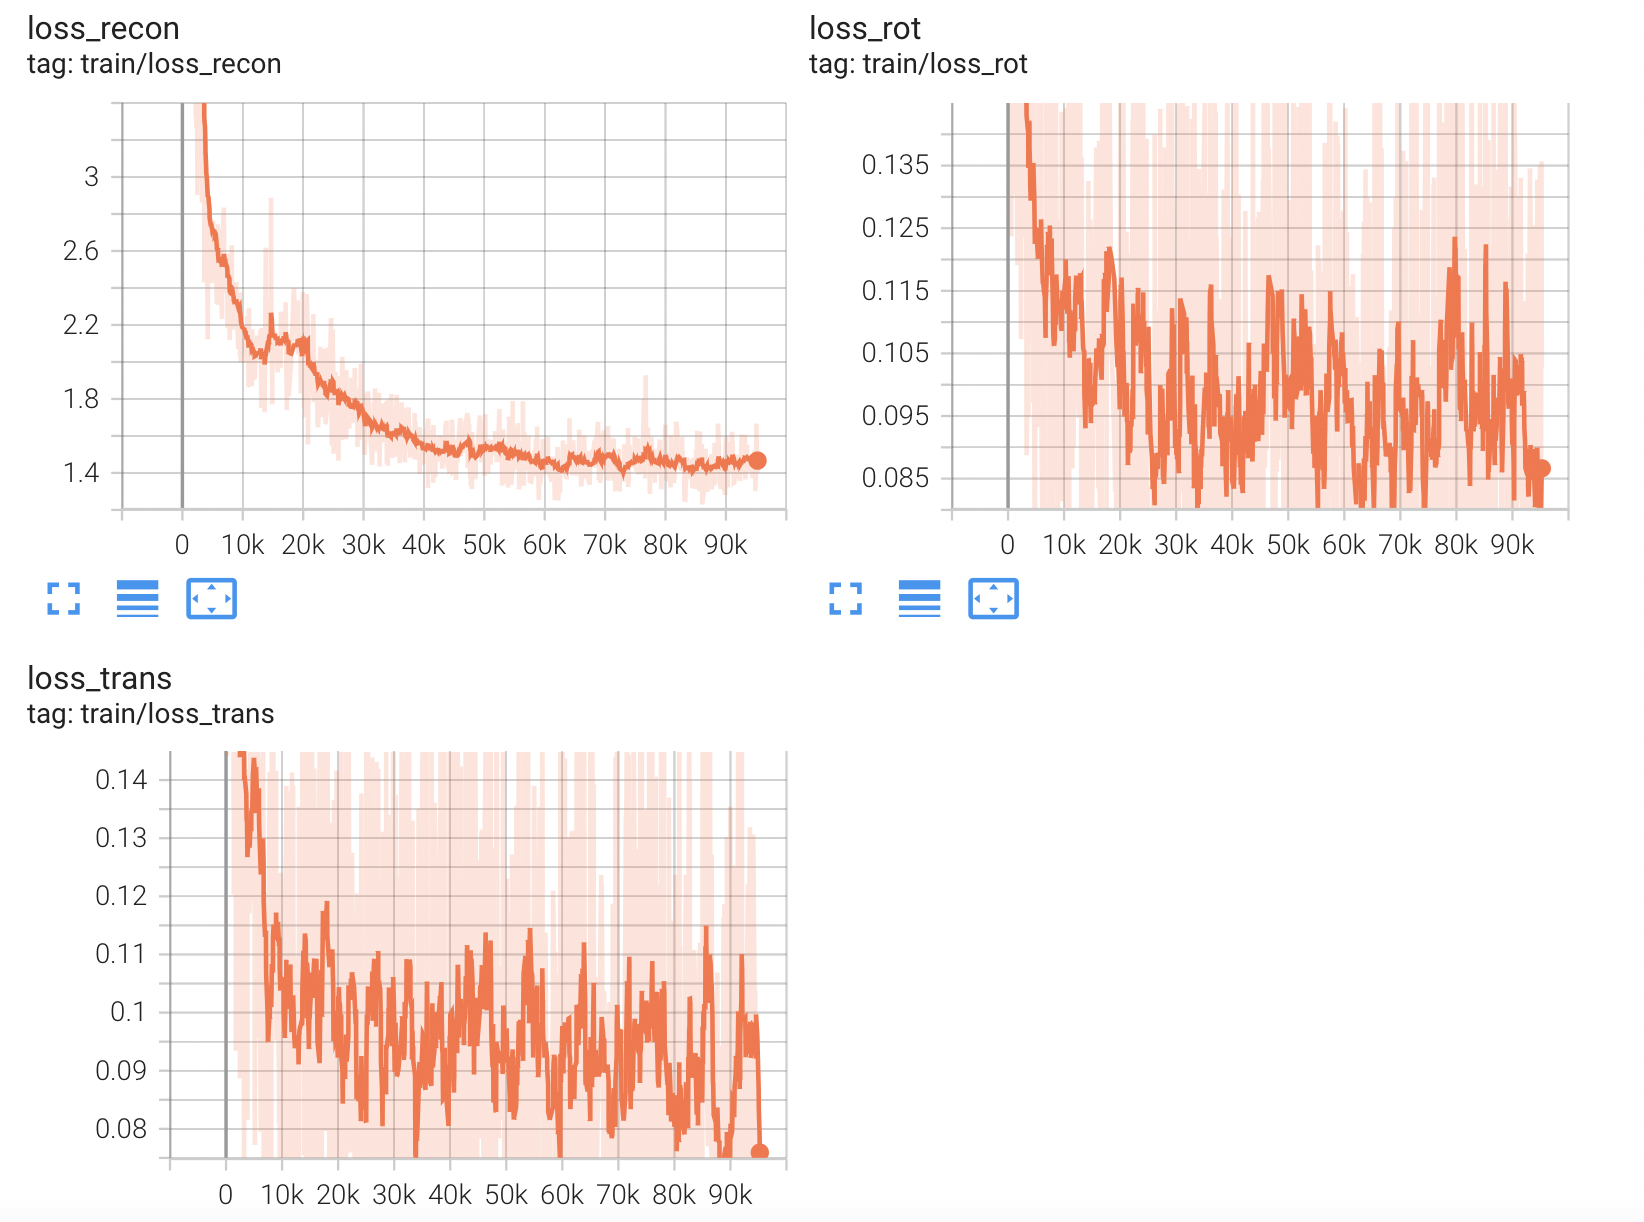 loss_recon
tag: train/loss_recon
3
2.6
2.2
1.8
1.4
0 10k 20k 30k 40k 50k 60k 70k 80k 90k
loss_rot
tag: train/loss_rot
0.135
0.125
0.115
0.105
0.095
0.085
0 10k 20k 30k 40k 50k 60k 70k 80k 90k
loss_trans
tag: train/loss_trans
0.14
0.13
0.12
0.11
0.1
0.09
0.08
0 10k 20k 30k 40k 50k 60k 70k 80k 90k